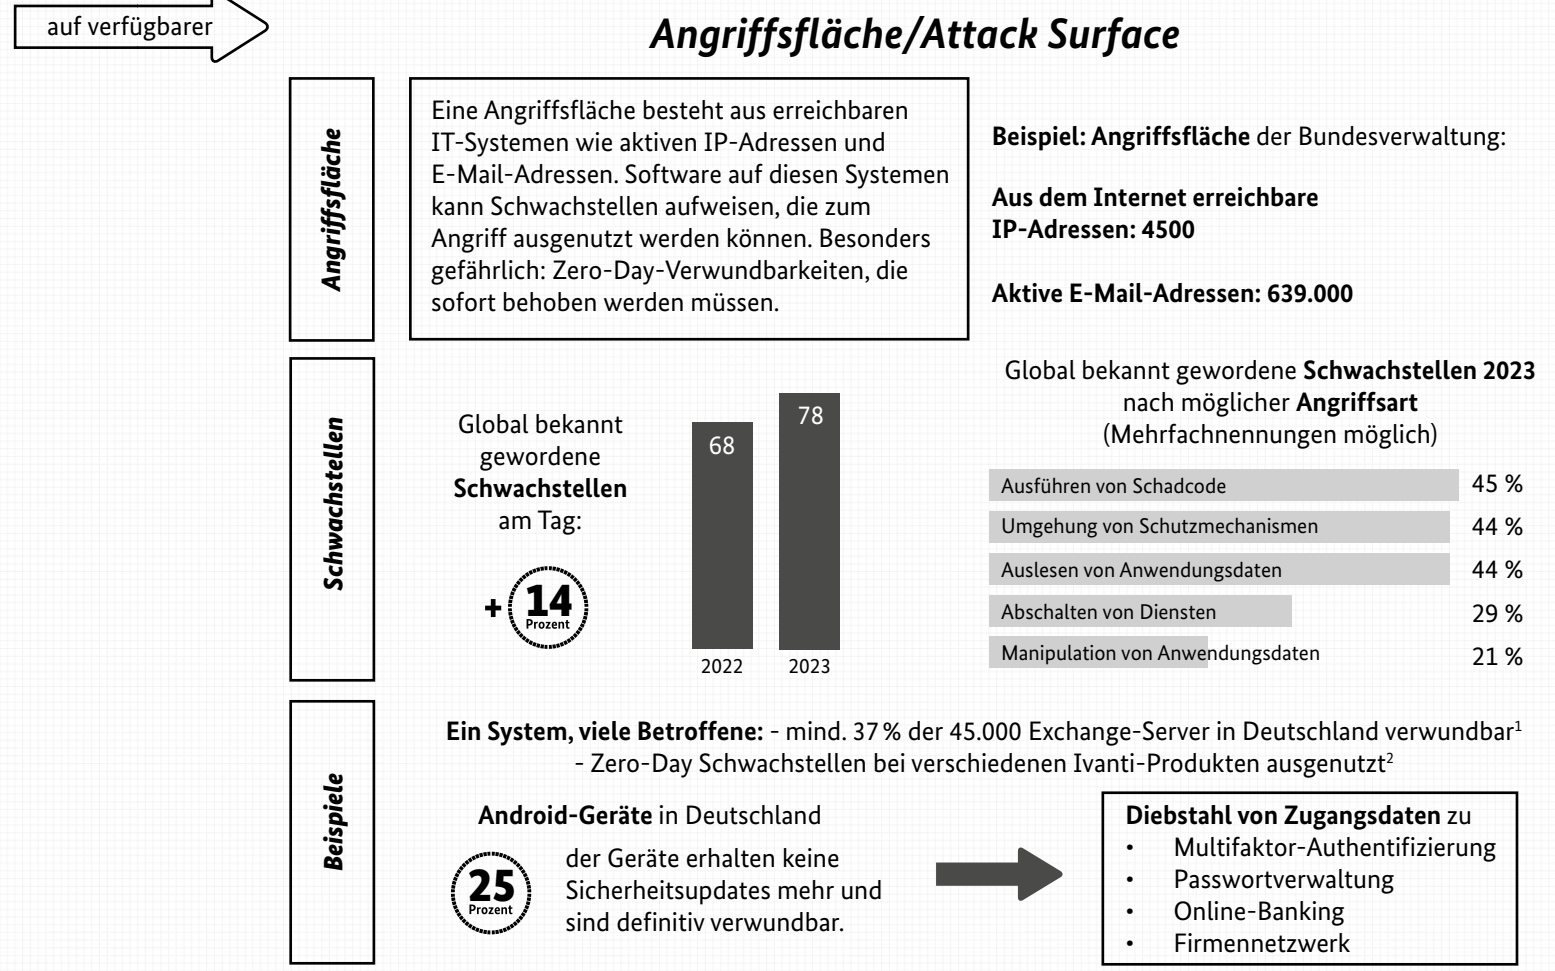 auf verfügbarer
Angriffsfläche/Attack Surface
Angriffsfläche
Eine Angriffsfläche besteht aus erreichbaren
IT-Systemen wie aktiven IP-Adressen und
E-Mail-Adressen. Software auf diesen Systemen
kann Schwachstellen aufweisen, die zum
Angriff ausgenutzt werden können. Besonders
gefährlich: Zero-Day-Verwundbarkeiten, die
sofort behoben werden müssen.
Beispiel: Angriffsfläche der Bundesverwaltung:
Aus dem Internet erreichbare
IP-Adressen: 4500
Aktive E-Mail-Adressen: 639.000
Schwachstellen
Global bekannt
gewordene
Schwachstellen
am Tag:
+ 14
Prozent
68
78
2022
2023
Global bekannt gewordene Schwachstellen 2023
nach möglicher Angriffsart
(Mehrfachnennungen möglich)
Ausführen von Schadcode 45 %
Umgehung von Schutzmechanismen 44 %
Auslesen von Anwendungsdaten 44 %
Abschalten von Diensten 29 %
Manipulation von Anwendungsdaten 21 %
Beispiele
Ein System, viele Betroffene: - mind. 37 % der 45.000 Exchange-Server in Deutschland verwundbar¹
- Zero-Day Schwachstellen bei verschiedenen Ivanti-Produkten ausgenutzt²
Android-Geräte in Deutschland
25
Prozent
der Geräte erhalten keine
Sicherheitsupdates mehr und
sind definitiv verwundbar.
Diebstahl von Zugangsdaten zu
• Multifaktor-Authentifizierung
• Passwortverwaltung
• Online-Banking
• Firmennetzwerk